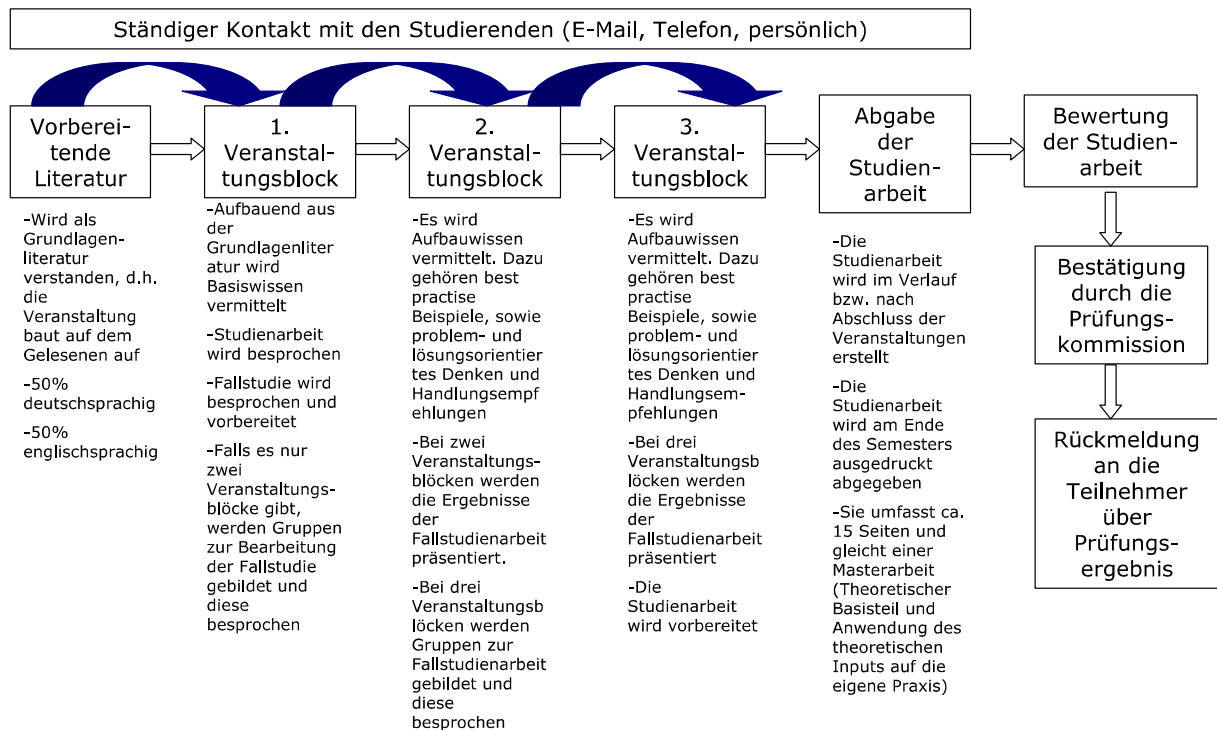 Ständiger Kontakt mit den Studierenden (E-Mail, Telefon, persönlich)
Vorberei-
tende
Literatur
-Wird als
Grundlagen-
literatur
verstanden, d.h.
die
Veranstaltung
baut auf dem
Gelesenen auf
-50%
deutschsprachig
-50%
englischsprachig
1.
Veranstal-
tungsblock
-Aufbauend aus
der
Grundlagenliter
atur wird
Basiswissen
vermittelt
-Studienarbeit
wird besprochen
-Fallstudie wird
besprochen und
vorbereitet
-Falls es nur
zwei
Veranstaltungs-
blöcke gibt,
werden Gruppen
zur Bearbeitung
der Fallstudie
gebildet und
diese
besprochen
2.
Veranstal-
tungsblock
-Es wird
Aufbauwissen
vermittelt. Dazu
gehören best
practise
Beispiele, sowie
problem- und
lösungsorientier
tes Denken und
Handlungsempf
ehlungen
-Bei zwei
Veranstaltungs-
blöcken werden
die Ergebnisse
der
Fallstudienarbeit
präsentiert.
-Bei drei
Veranstaltungsb
löcken werden
Gruppen zur
Fallstudienarbeit
gebildet und
diese
besprochen
3.
Veranstal-
tungsblock
-Es wird
Aufbauwissen
vermittelt. Dazu
gehören best
practise
Beispiele, sowie
problem- und
lösungsorientier
tes Denken und
Handlungsem-
pfehlungen
-Bei drei
Veranstaltungsb
löcken werden
die Ergebnisse
der
Fallstudienarbeit
präsentiert
-Die
Studienarbeit
wird vorbereitet
Abgabe
der
Studien-
arbeit
-Die
Studienarbeit
wird im Verlauf
bzw. nach
Abschluss der
Veranstaltungen
erstellt
-Die
Studienarbeit
wird am Ende
des Semesters
ausgedruckt
abgegeben
-Sie umfasst ca.
15 Seiten und
gleicht einer
Masterarbeit
(Theoretischer
Basisteil und
Anwendung des
theoretischen
Inputs auf die
eigene Praxis)
Bewertung
der Studien-
arbeit
Bestätigung
durch die
Prüfungs-
kommission
Rückmeldung
an die
Teilnehmer
über
Prüfungs-
ergebnis